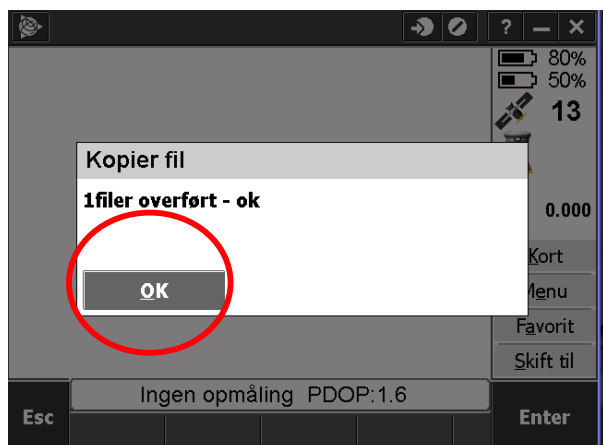 ? — ×
80%
50%
13
Kopier fil
1filer overført - ok
0.000
OK
Kort
Menu
Favorit
Skift til
Ingen opmåling PDOP:1.6
Esc
Enter